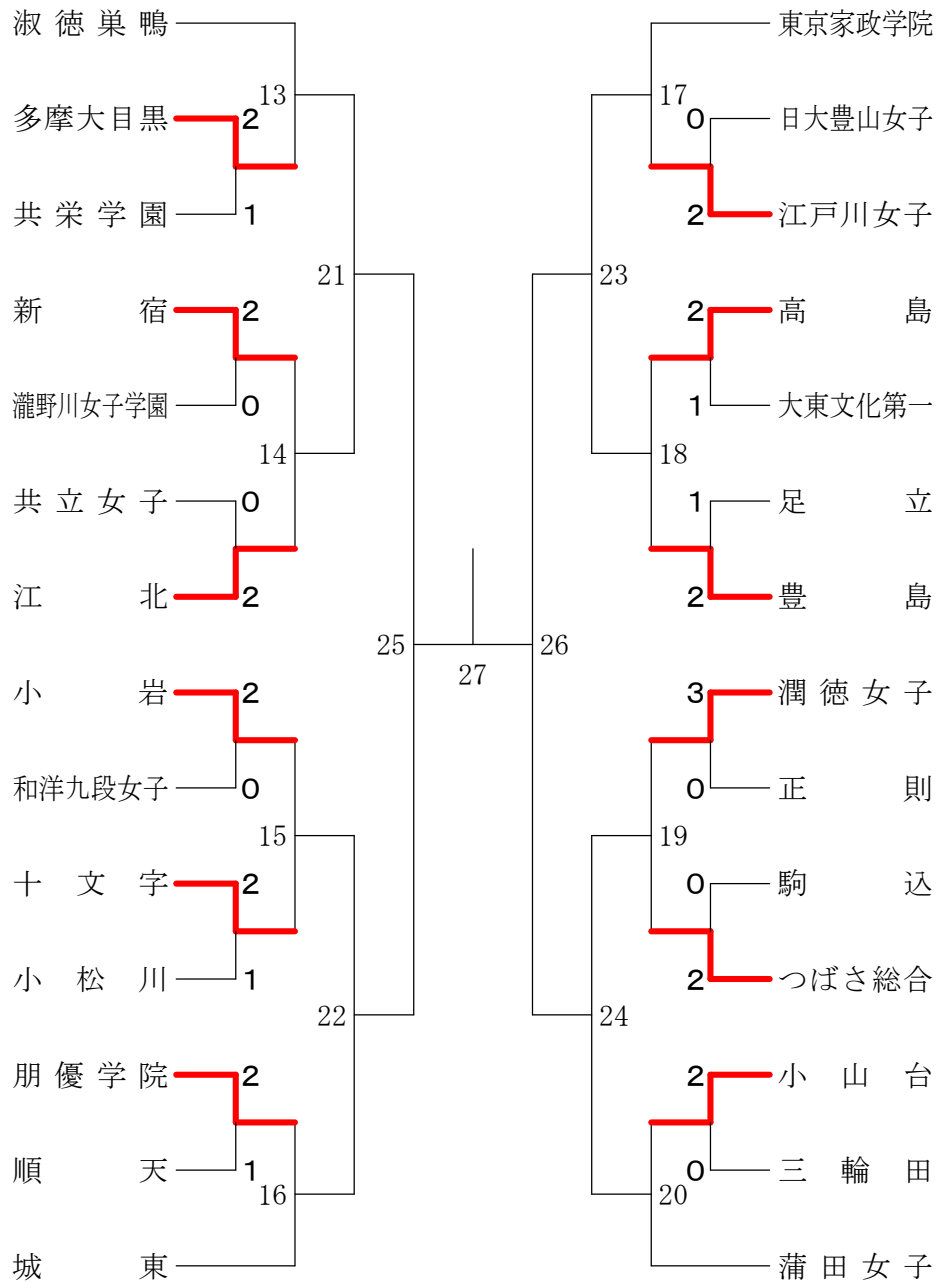 淑徳巣鴨
13
多摩大目黒 2
共栄学園 1
21
新宿 2
瀧野川女子学園 0
14
共立女子 0
江北 2
25
小岩 2
和洋九段女子 0
15
十文字 2
小松川 1
22
朋優学院 2
順天 1
16
城東
27
東京家政学院
17
0 日大豊山女子
2 江戸川女子
23
2 高島
1 大東文化第一
18
1 足立
2 豊島
26
3 潤徳女子
0 正則
19
0 駒込
2 つばさ総合
24
2 小山台
0 三輪田
20
蒲田女子